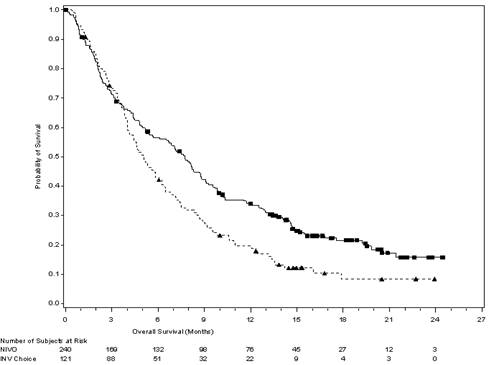 1.0
0.9
0.8
0.7
0.6
0.5
0.4
0.3
0.2
0.1
0.0
Probability of Survival
0 3 6 9 12 15 18 21 24 27
Overall Survival (Months)
Number of Subjects at Risk
NIVO 240 169 132 98 76 45 27 12 3
INV Choice 121 88 51 32 22 9 4 3 0